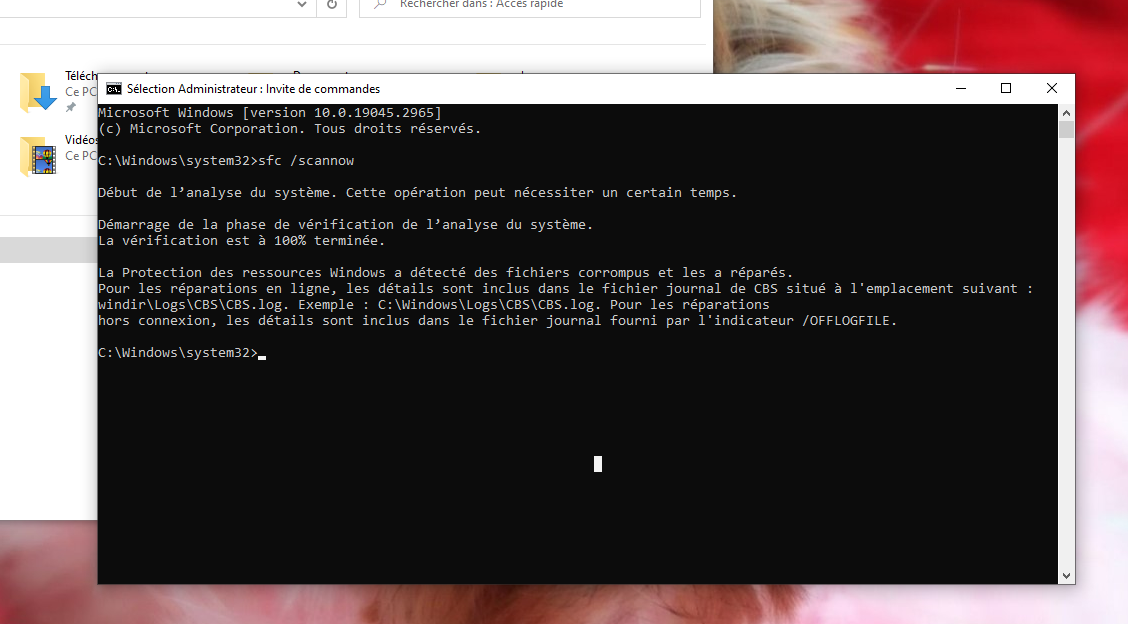 Rechercher dans : Accès rapide
Téléch
Ce PC
Vidéos
Ce PC
Sélection Administrateur : Invite de commandes
Microsoft Windows [version 10.0.19045.2965]
(c) Microsoft Corporation. Tous droits réservés.
C:\Windows\system32>sfc /scannow
Début de l’analyse du système. Cette opération peut nécessiter un certain temps.
Démarrage de la phase de vérification de l’analyse du système.
La vérification est à 100% terminée.
La Protection des ressources Windows a détecté des fichiers corrompus et les a réparés.
Pour les réparations en ligne, les détails sont inclus dans le fichier journal de CBS situé à l'emplacement suivant :
windir\Logs\CBS\CBS.log. Exemple : C:\Windows\Logs\CBS\CBS.log. Pour les réparations
hors connexion, les détails sont inclus dans le fichier journal fourni par l'indicateur /OFFLOGFILE.
C:\Windows\system32>